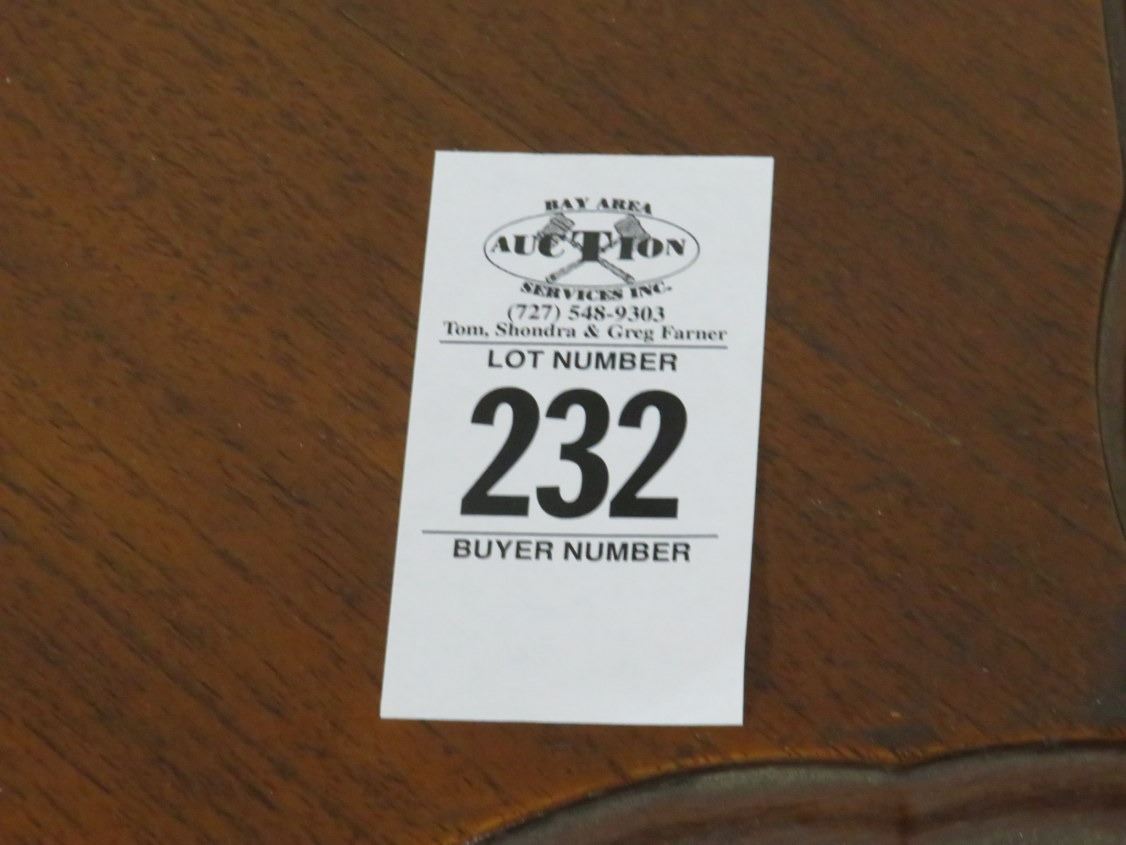 BAY AREA
AUCTION
SERVICES INC.
(727) 548-9303
Tom, Shondra & Greg Farner
LOT NUMBER
232
BUYER NUMBER